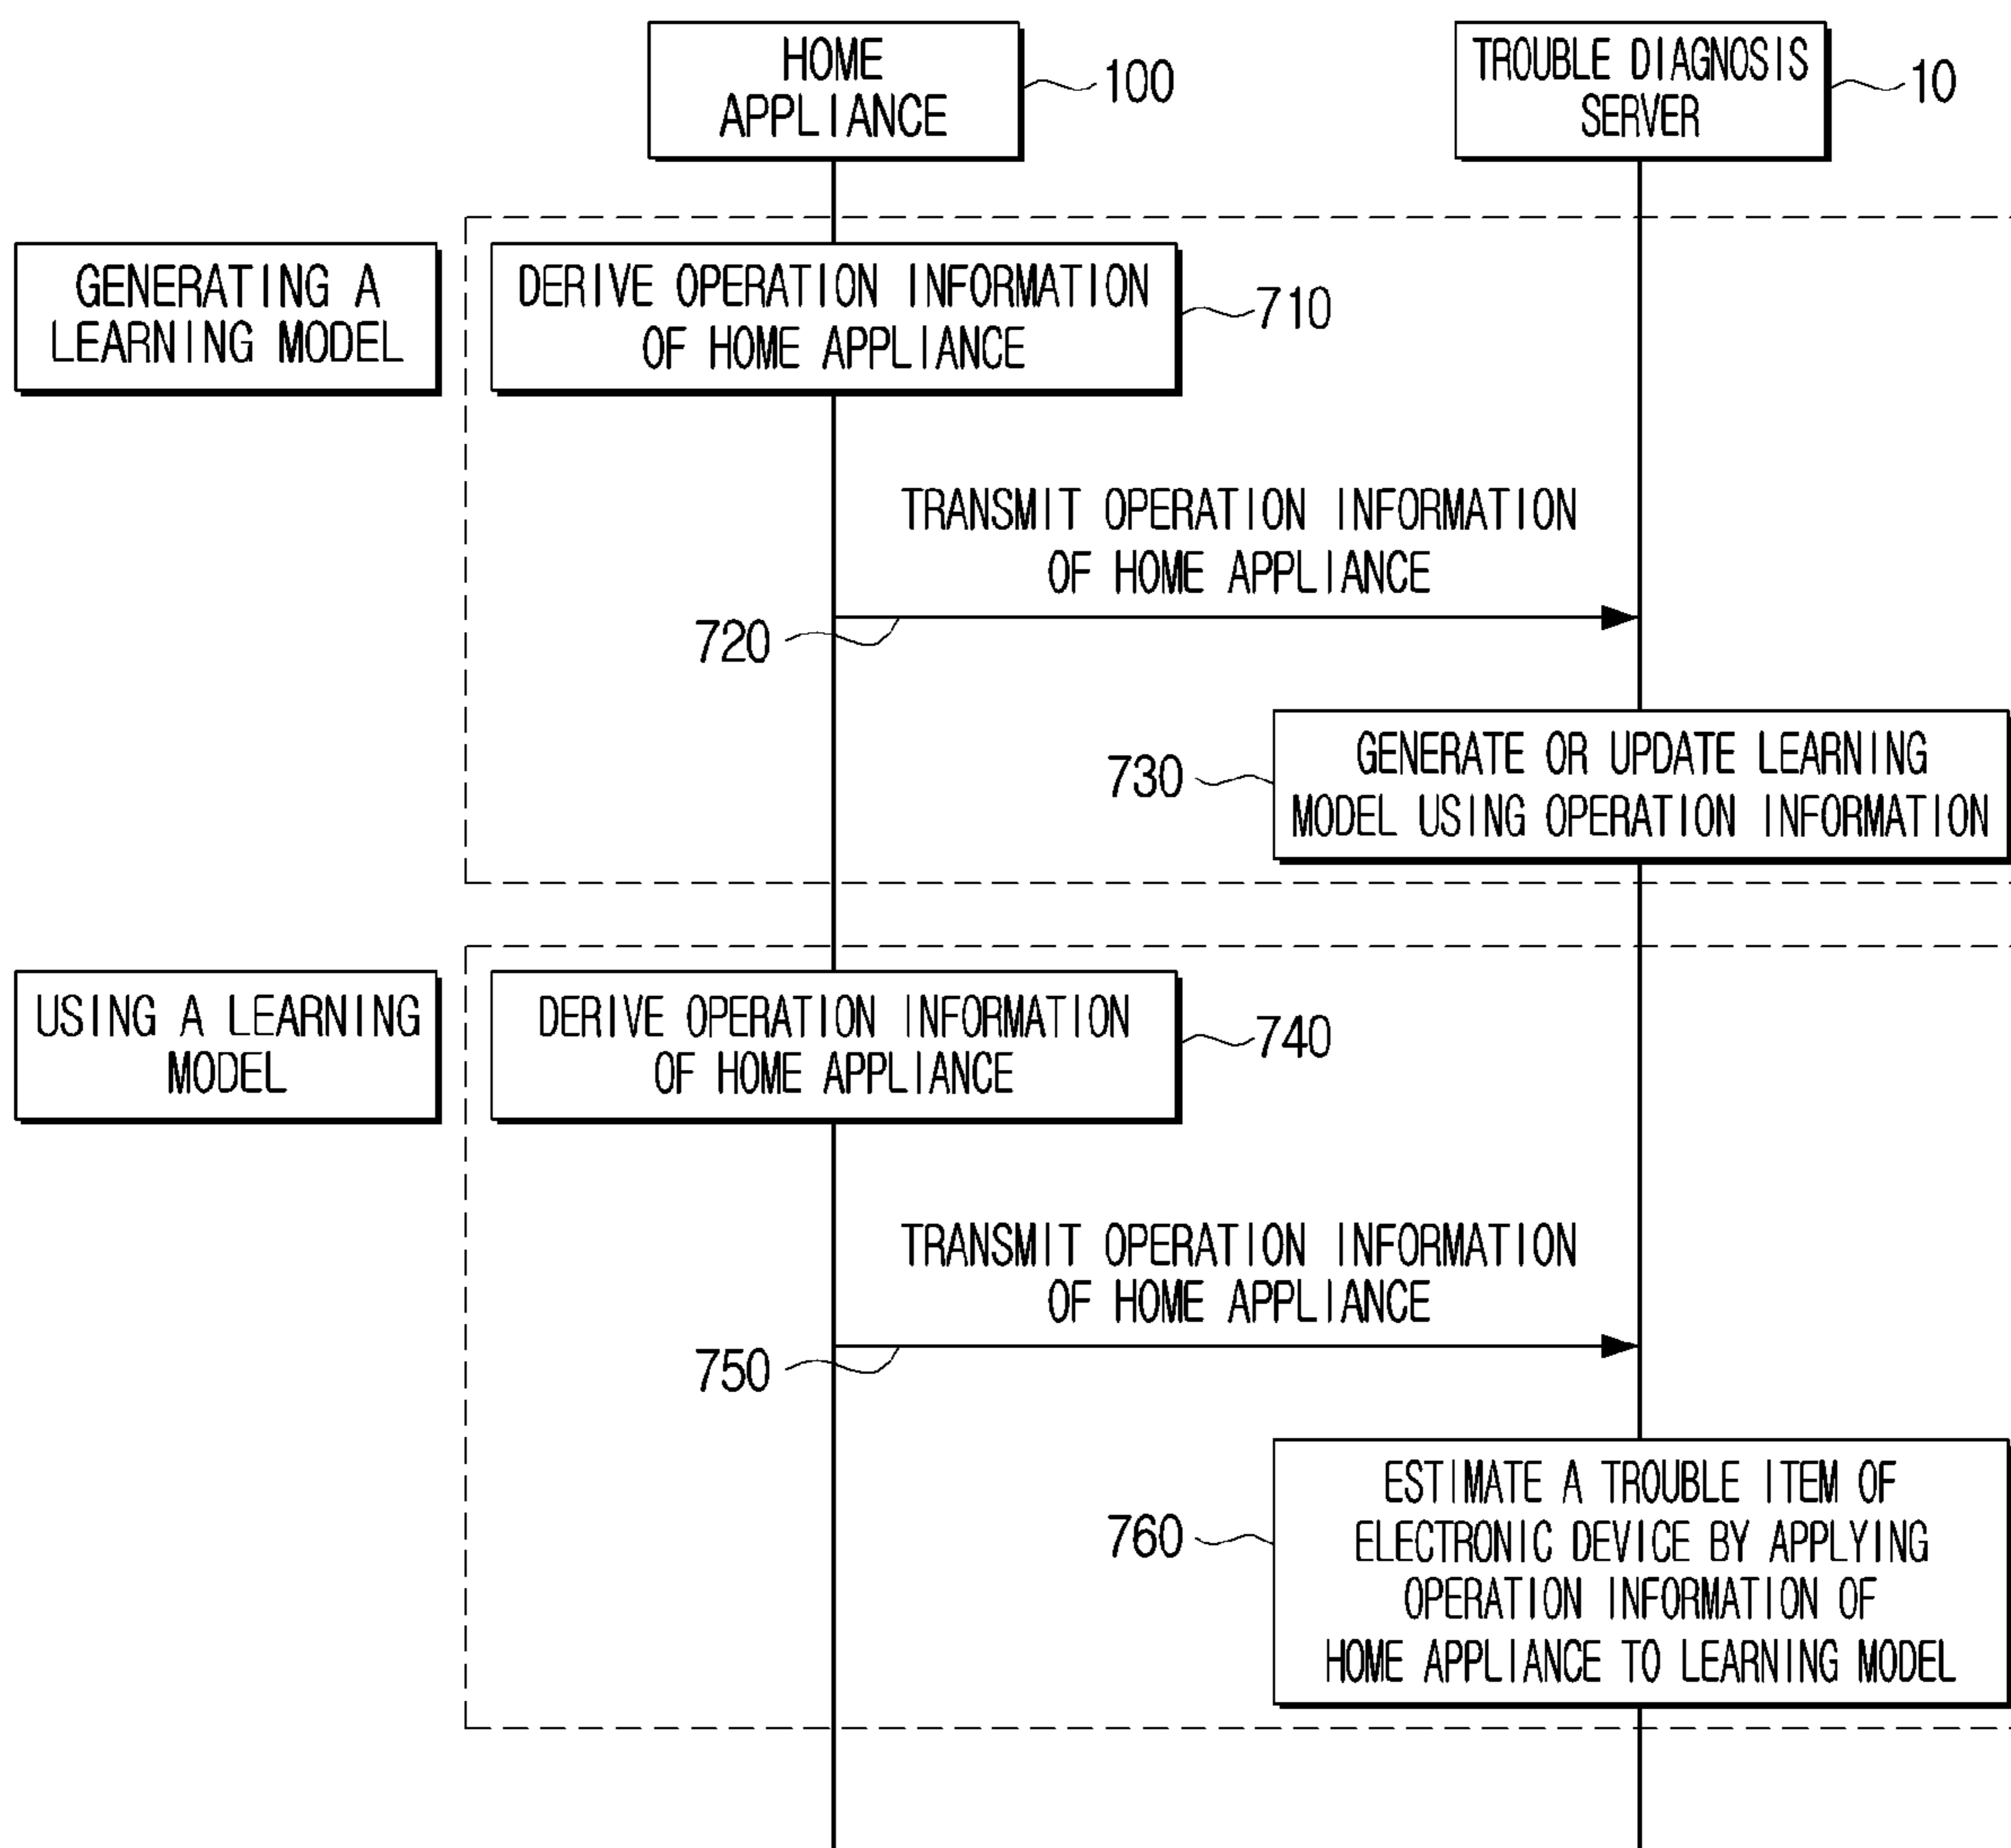 HOME
APPLIANCE
100
TROUBLE DIAGNOSIS
SERVER
10
GENERATING A
LEARNING MODEL
DERIVE OPERATION INFORMATION
OF HOME APPLIANCE
710
TRANSMIT OPERATION INFORMATION
OF HOME APPLIANCE
720
730
GENERATE OR UPDATE LEARNING
MODEL USING OPERATION INFORMATION
USING A LEARNING
MODEL
DERIVE OPERATION INFORMATION
OF HOME APPLIANCE
740
TRANSMIT OPERATION INFORMATION
OF HOME APPLIANCE
750
760
ESTIMATE A TROUBLE ITEM OF
ELECTRONIC DEVICE BY APPLYING
OPERATION INFORMATION OF
HOME APPLIANCE TO LEARNING MODEL